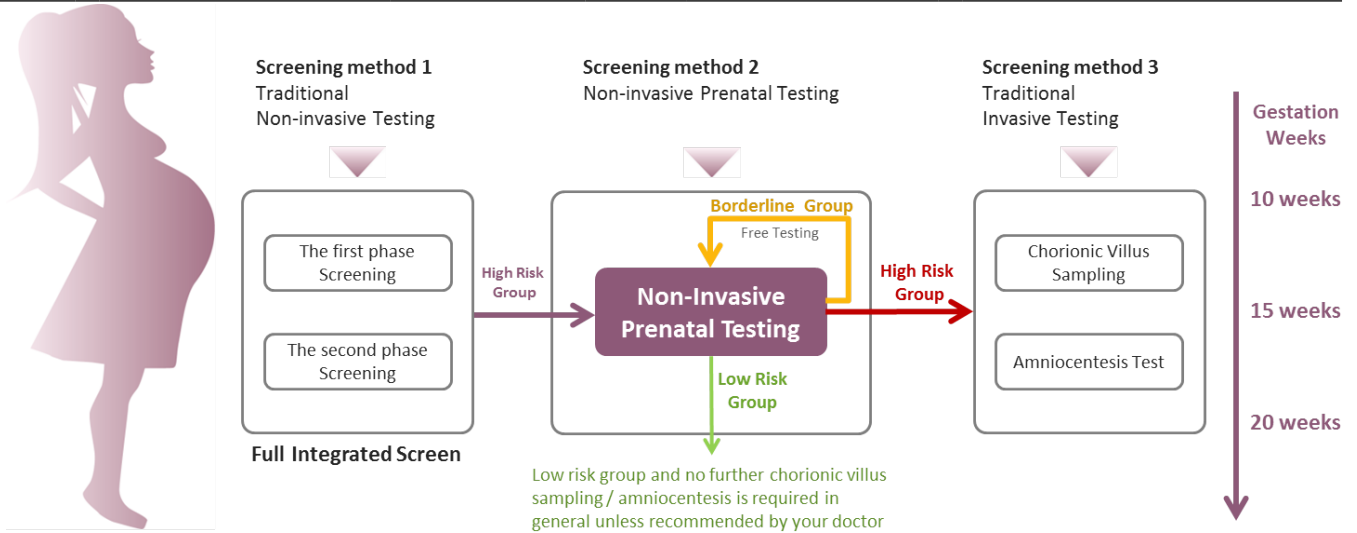 Screening method 1
Traditional
Non-invasive Testing
The first phase
Screening
The second phase
Screening
Full Integrated Screen
High Risk
Group
Screening method 2
Non-invasive Prenatal Testing
Borderline Group
Free Testing
Non-Invasive
Prenatal Testing
Low Risk
Group
Low risk group and no further chorionic villus
sampling / amniocentesis is required in
general unless recommended by your doctor
High Risk
Group
Screening method 3
Traditional
Invasive Testing
Chorionic Villus
Sampling
Amniocentesis Test
Gestation
Weeks
10 weeks
15 weeks
20 weeks